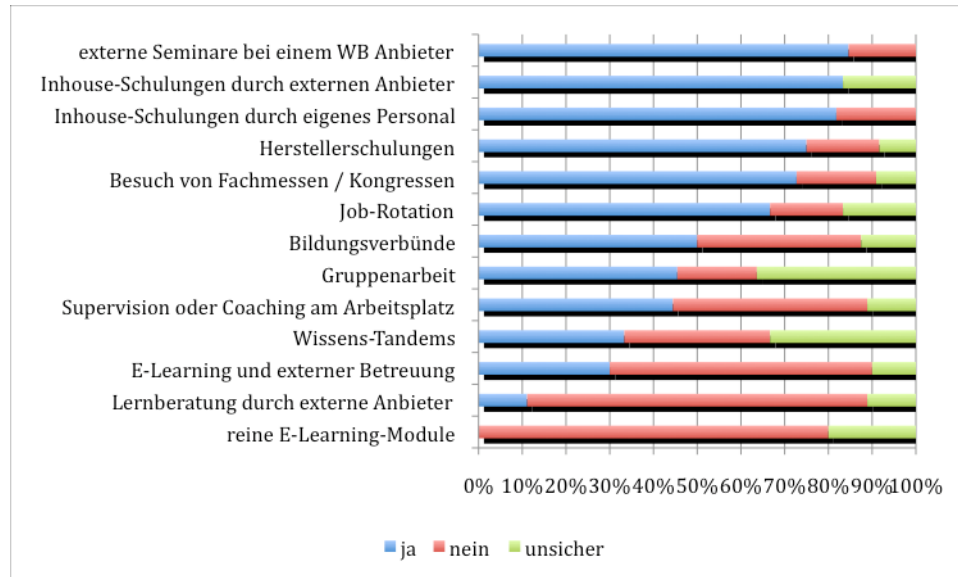 externe Seminare bei einem WB Anbieter
Inhouse-Schulungen durch externen Anbieter
Inhouse-Schulungen durch eigenes Personal
Herstellerschulungen
Besuch von Fachmessen / Kongressen
Job-Rotation
Bildungsverbünde
Gruppenarbeit
Supervision oder Coaching am Arbeitsplatz
Wissens-Tandems
E-Learning und externer Betreuung
Lernberatung durch externe Anbieter
reine E-Learning-Module
0% 10% 20% 30% 40% 50% 60% 70% 80% 90% 100%
ja nein unsicher